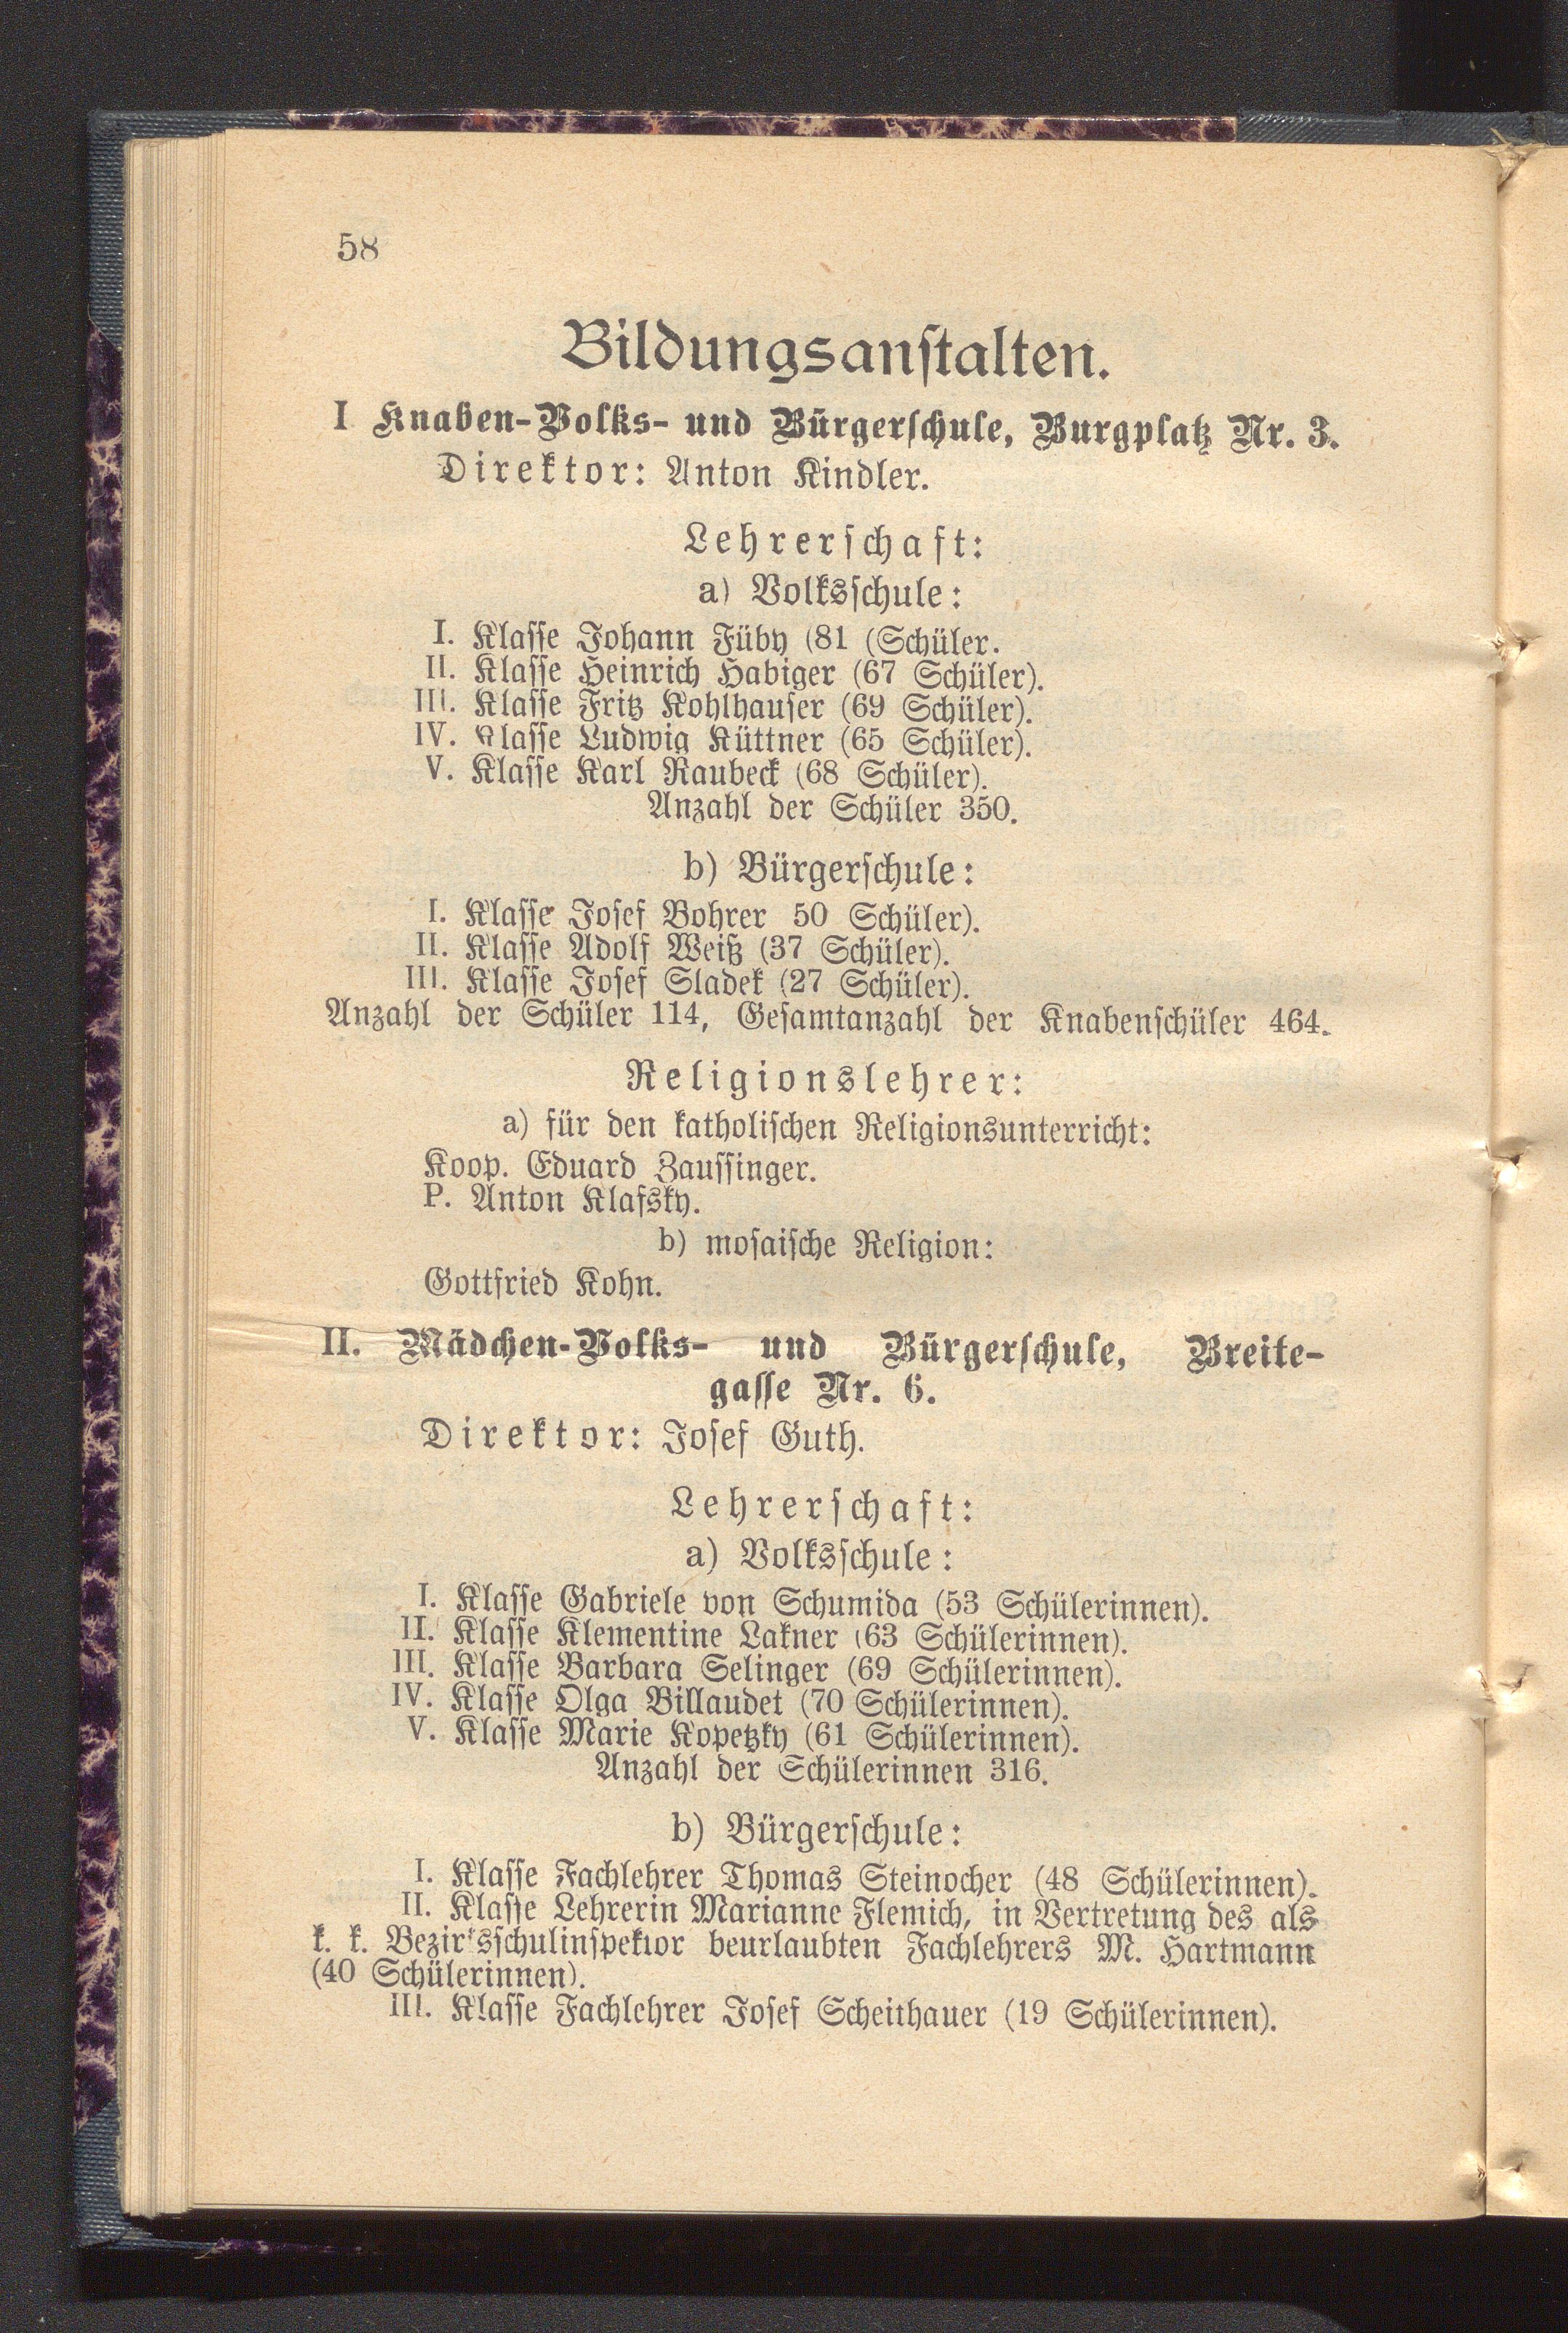 58
Bildungsanstalten.
I Knaben-Volks- und Bürgerschule, Burgplatz Nr. 3.
Direktor: Anton Kindler.
Lehrerschaft:
a) Volksschule:
I. Klasse Johann Füby (81 (Schüler.
II. Klasse Heinrich Habiger (67 Schüler).
III. Klasse Fritz Kohlhauser (69 Schüler).
IV. Klasse Ludwig Küttner (65 Schüler).
V. Klasse Karl Raubeck (68 Schüler).
Anzahl der Schüler 350.
b) Bürgerschule:
I. Klasse Josef Bohrer 50 Schüler).
II. Klasse Adolf Weiß (37 Schüler).
III. Klasse Josef Sladek (27 Schüler).
Anzahl der Schüler 114, Gesamtanzahl der Knabenschüler 464.
Religionslehrer:
a) für den katholischen Religionsunterricht:
Koop. Eduard Zaussinger.
P. Anton Klafsky.
b) mosaische Religion:
Gottfried Kohn.
II. Mädchen-Volks- und Bürgerschule, Breite-
gasse Nr. 6.
Direktor: Josef Guth.
Lehrerschaft:
a) Volksschule:
I. Klasse Gabriele von Schumida (53 Schülerinnen).
II. Klasse Klementine Lakner (63 Schülerinnen).
III. Klasse Barbara Selinger (69 Schülerinnen).
IV. Klasse Olga Billaudet (70 Schülerinnen).
V. Klasse Marie Kopetzky (61 Schülerinnen).
Anzahl der Schülerinnen 316.
b) Bürgerschule:
I. Klasse Fachlehrer Thomas Steinocher (48 Schülerinnen).
II. Klasse Lehrerin Marianne Flemich, in Vertretung des als
k. k. Bezirksschulinspektor beurlaubten Fachlehrers M. Hartmann
(40 Schülerinnen).
III. Klasse Fachlehrer Josef Scheithauer (19 Schülerinnen).